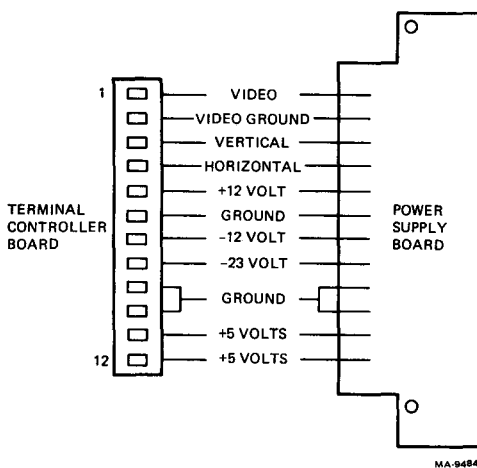 1
VIDEO
VIDEO GROUND
VERTICAL
HORIZONTAL
+12 VOLT
TERMINAL
CONTROLLER
BOARD
GROUND
-12 VOLT
-23 VOLT
POWER
SUPPLY
BOARD
GROUND
+5 VOLTS
12
+5 VOLTS
MA-9484